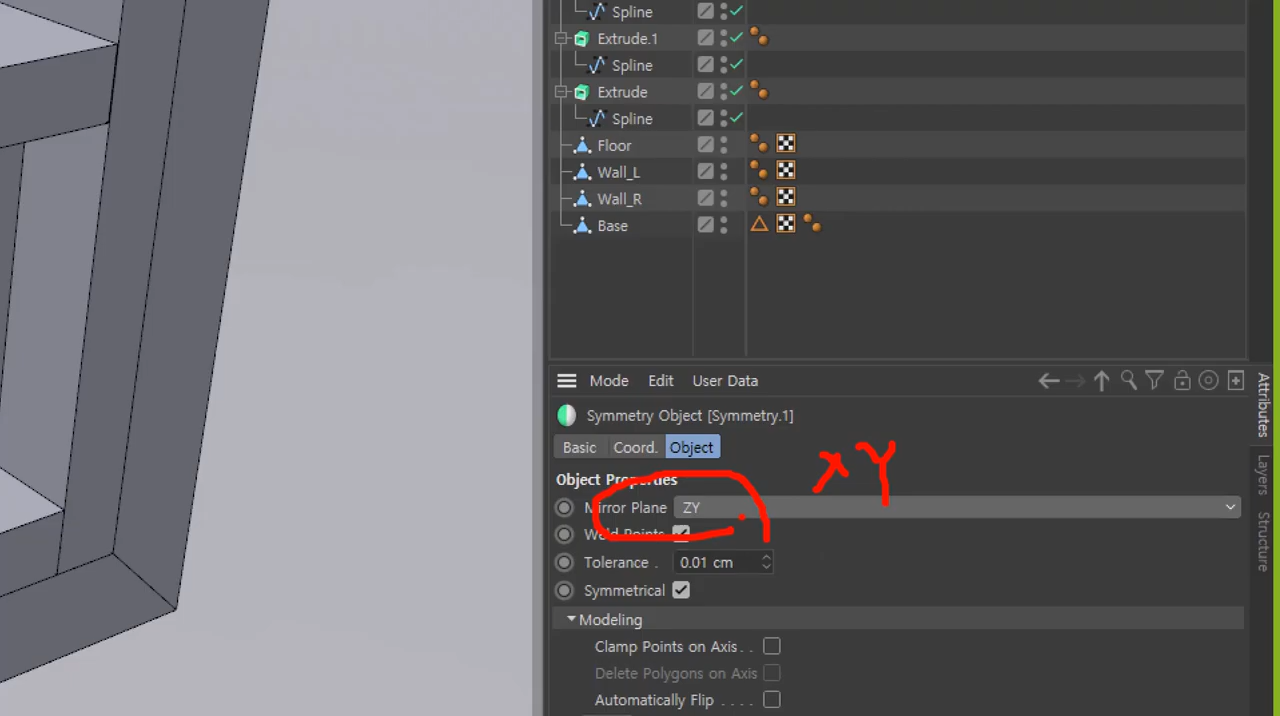 Spline
Extrude.1
Spline
Extrude
Spline
Floor
Wall_L
Wall_R
Base
Mode Edit User Data
Symmetry Object [Symmetry.1]
Basic Coord. Object
Object Properties
XY
Mirror Plane ZY
Weld Points
Tolerance . 0.01 cm
Symmetrical
Modeling
Clamp Points on Axis . .
Delete Polygons on Axis
Automatically Flip . . . .
Attributes
Layers
Structure